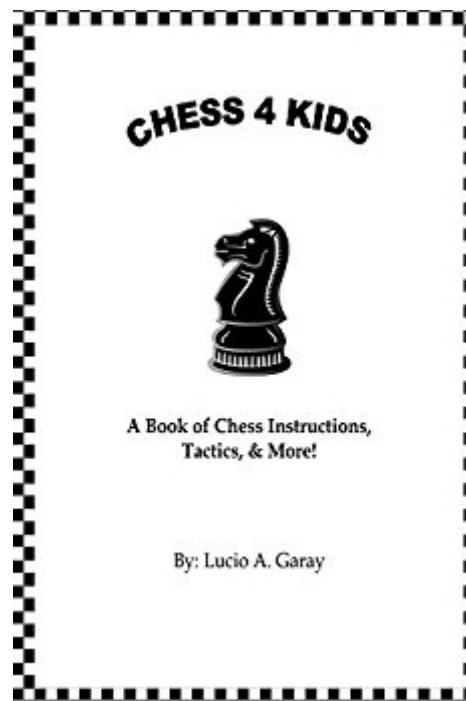 CHESS 4 KIDS
A Book of Chess Instructions,
Tactics, & More!
By: Lucio A. Garay